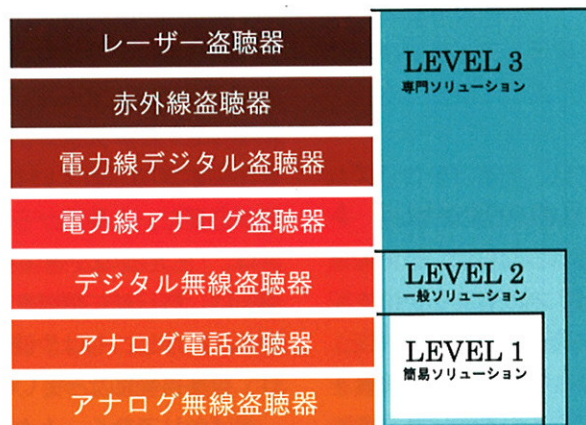 レーザー盗聴器
赤外線盗聴器
電力線デジタル盗聴器
電力線アナログ盗聴器
デジタル無線盗聴器
アナログ電話盗聴器
アナログ無線盗聴器
LEVEL 3
専門ソリューション
LEVEL 2
一般ソリューション
LEVEL 1
簡易ソリューション